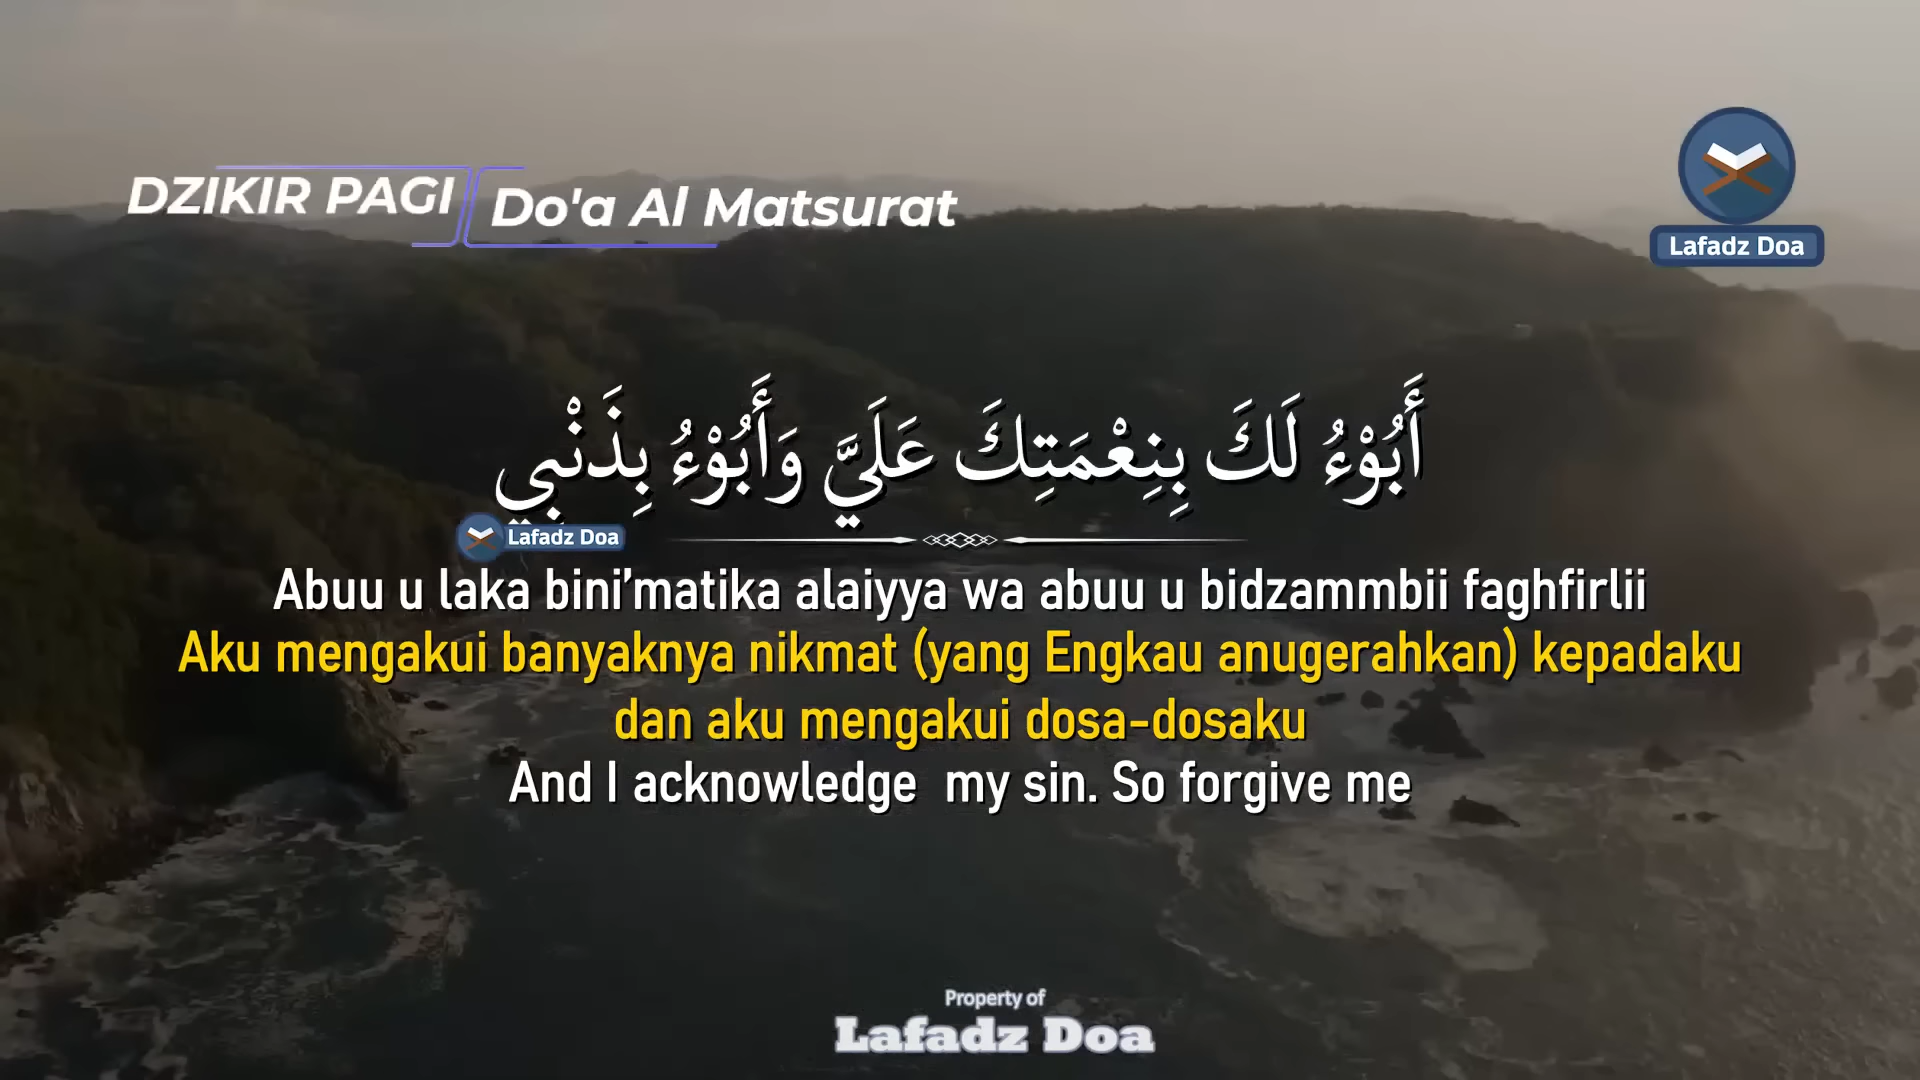 DZIKIR PAGI
Do'a Al Matsurat
Lafadz Doa
أَبُوْءُ لَكَ بِنِعْمَتِكَ عَلَيَّ وَأَبُوْءُ بِذَنْبِي
Lafadz Doa
Abuu u laka bini’matika alaiyya wa abuu u bidzammbii faghfirlii
Aku mengakui banyaknya nikmat (yang Engkau anugerahkan) kepadaku
dan aku mengakui dosa-dosaku
And I acknowledge  my sin. So forgive me
Property of
Lafadz Doa